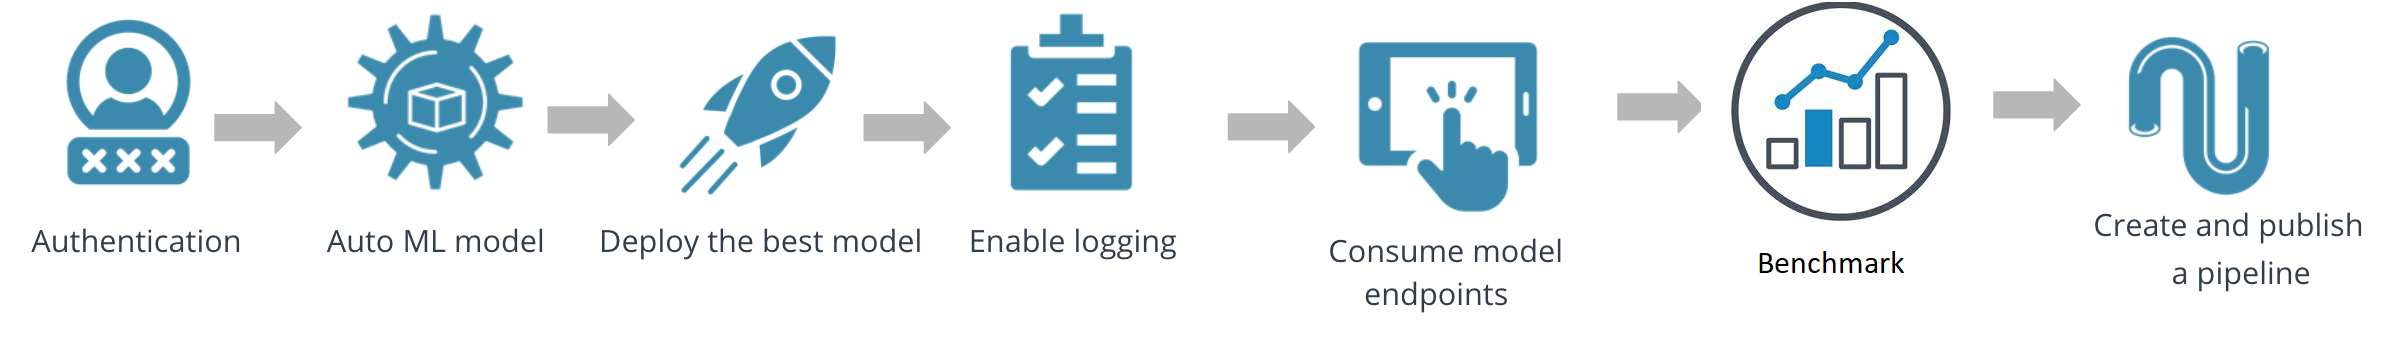 Authentication
Auto ML model
Deploy the best model
Enable logging
Consume model
endpoints
Benchmark
Create and publish
a pipeline